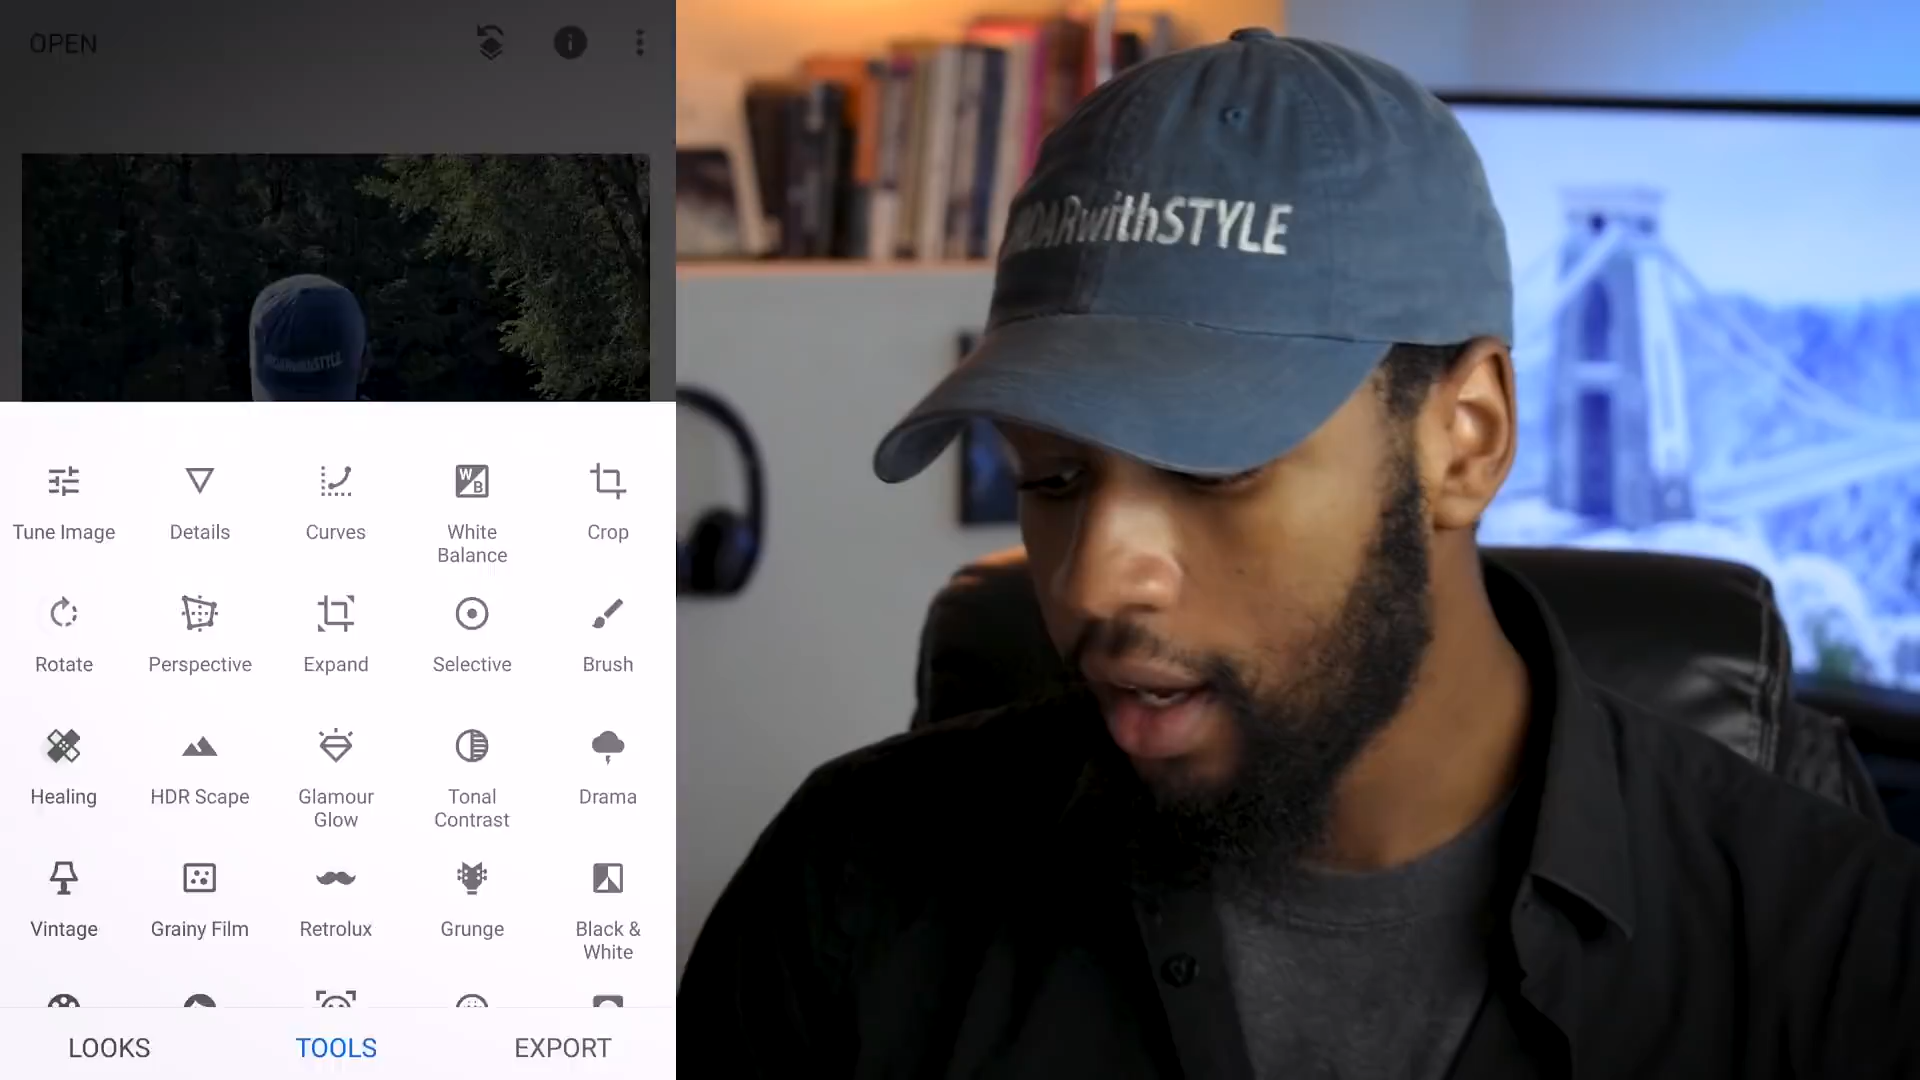 OPEN
Tune Image
Details
Curves
White
Balance
Crop
Rotate
Perspective
Expand
Selective
Brush
Healing
HDR Scape
Glamour
Glow
Tonal
Contrast
Drama
Vintage
Grainy Film
Retrolux
Grunge
Black &
White
LOOKS
TOOLS
EXPORT
withSTYLE